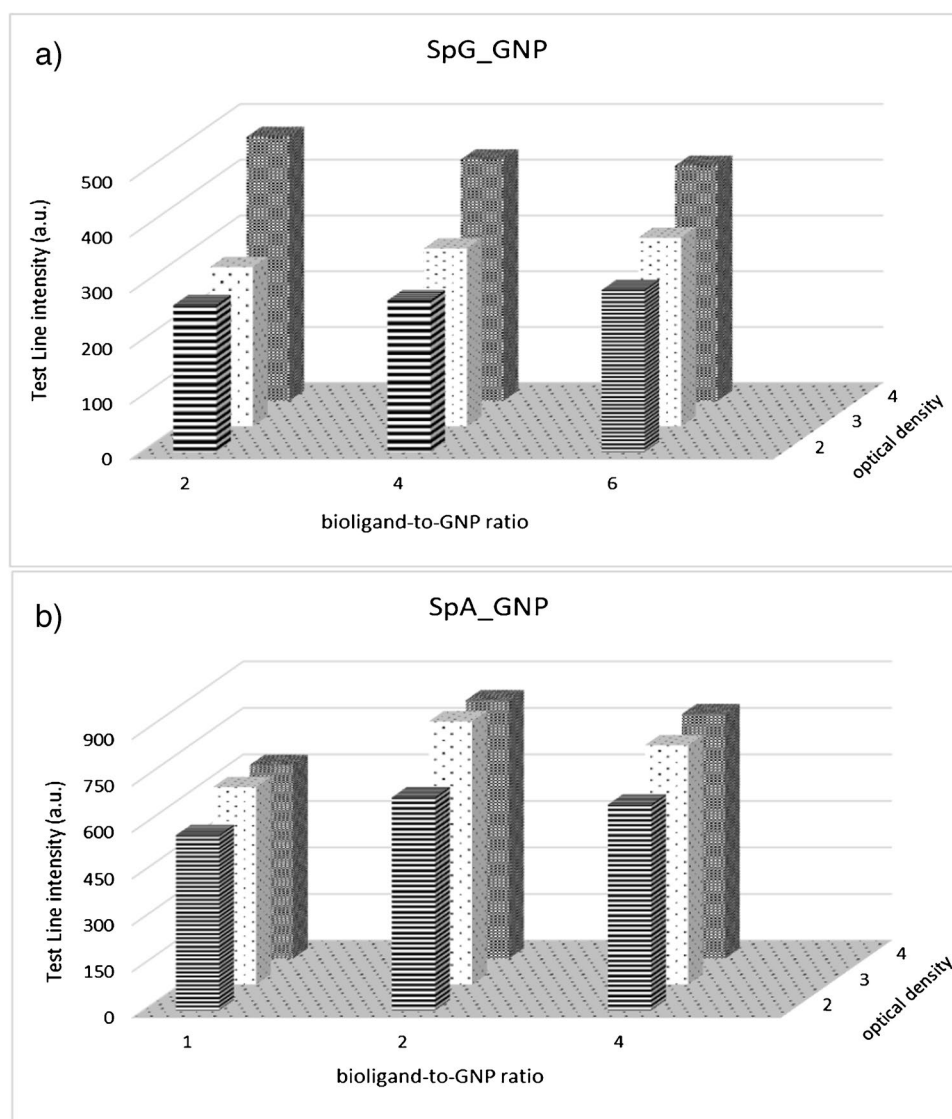 a)
SpG_GNP
Test Line intensity (a.u.)
500
400
300
200
100
0
2
4
6
2
3
4
optical density
bioligand-to-GNP ratio
b)
SpA_GNP
Test Line intensity (a.u.)
900
750
600
450
300
150
0
1
2
4
2
3
4
optical density
bioligand-to-GNP ratio